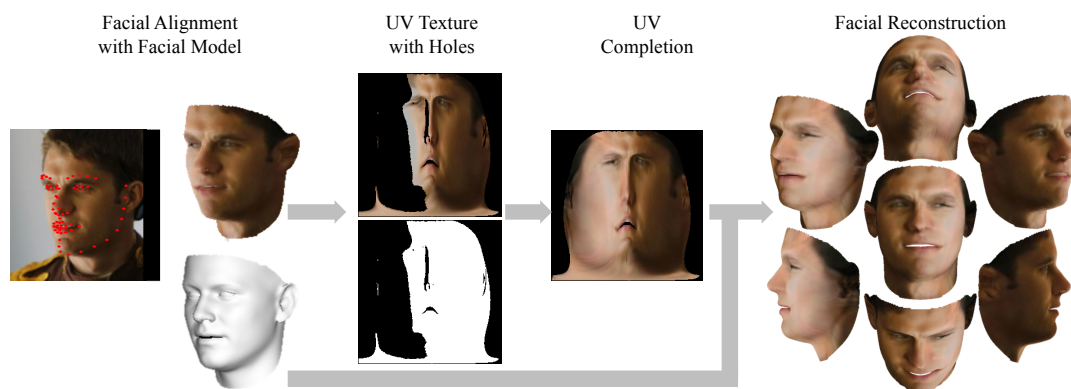 Facial Alignment
with Facial Model
UV Texture
with Holes
UV
Completion
Facial Reconstruction